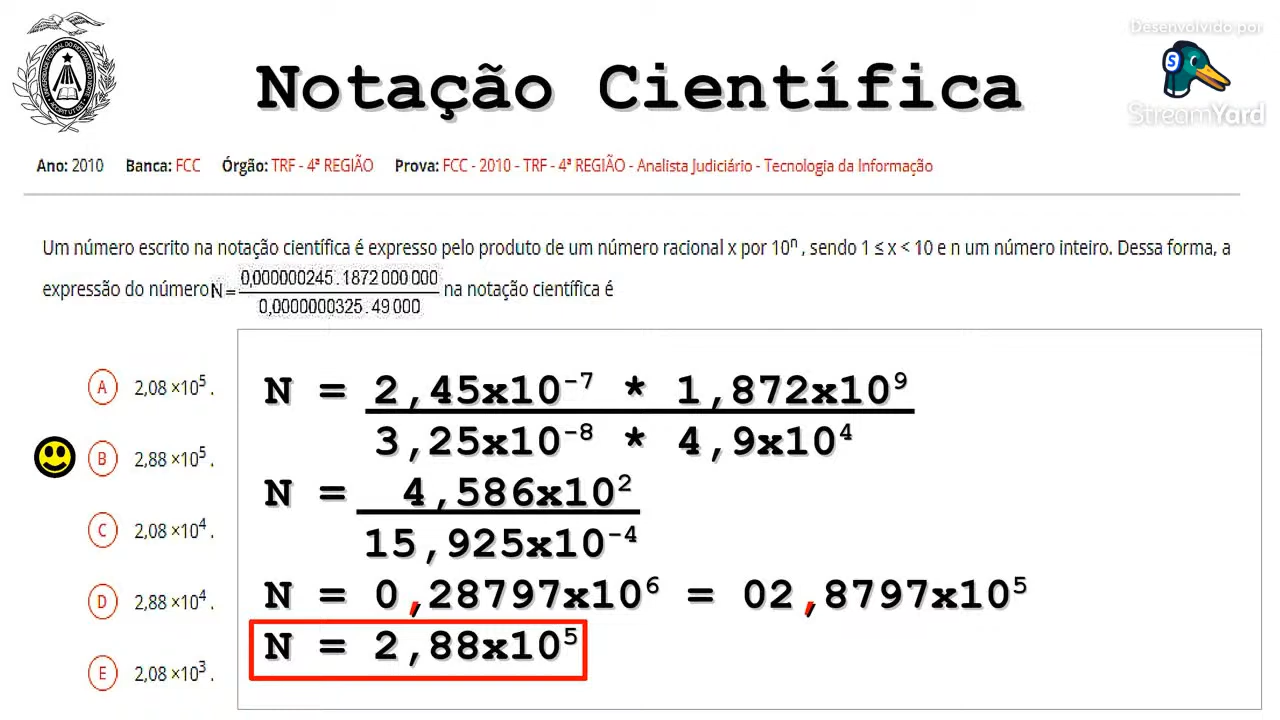 Desenvolvido por
StreamYard
Notação Científica
Ano: 2010 Banca: FCC Órgão: TRF - 4ª REGIÃO Prova: FCC - 2010 - TRF - 4ª REGIÃO - Analista Judiciário - Tecnologia da Informação
Um número escrito na notação científica é expresso pelo produto de um número racional x por 10ⁿ , sendo 1 ≤ x < 10 e n um número inteiro. Dessa forma, a
0,000000245 . 1872 000 000
expressão do número N = na notação científica é
0,0000000325 . 49 000
A 2,08 ×10⁵ .
B 2,88 ×10⁵ .
C 2,08 ×10⁴ .
D 2,88 ×10⁴ .
E 2,08 ×10³ .
N = 2,45x10⁻⁷ * 1,872x10⁹
3,25x10⁻⁸ * 4,9x10⁴
N = 4,586x10²
15,925x10⁻⁴
N = 0,28797x10⁶ = 02,8797x10⁵
N = 2,88x10⁵